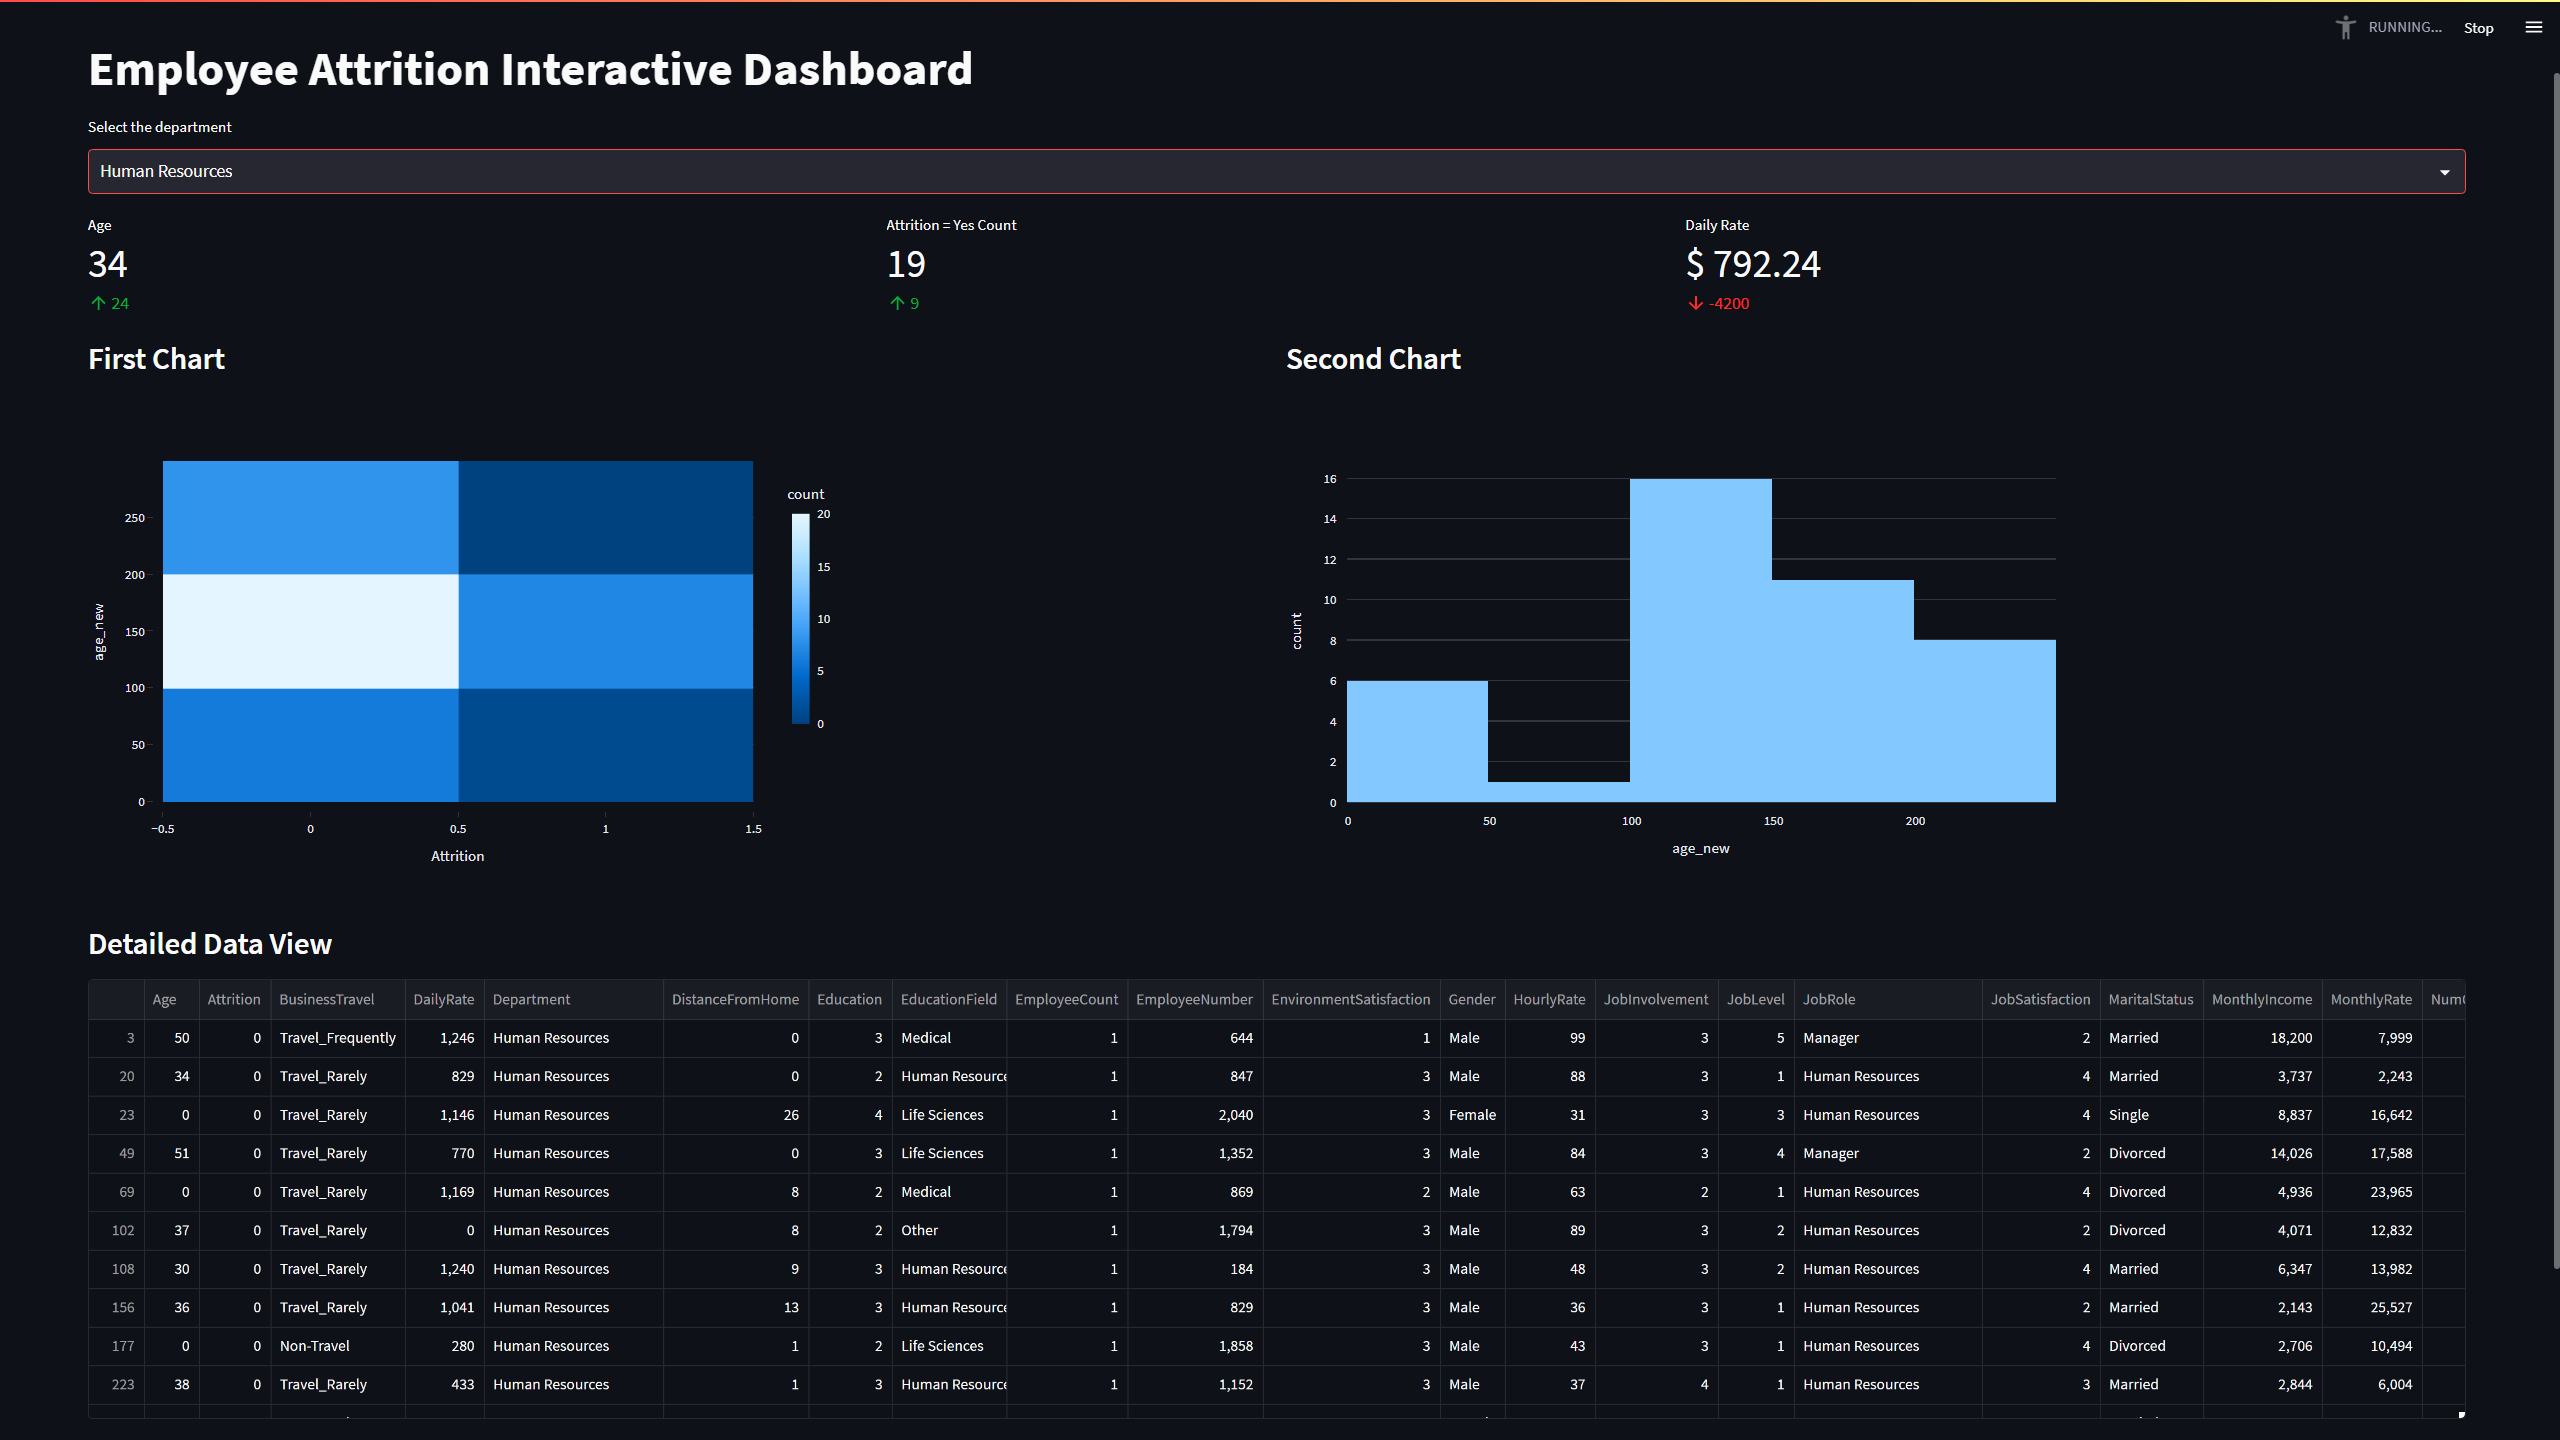 RUNNING... Stop
Employee Attrition Interactive Dashboard
Select the department
Human Resources
Age Attrition = Yes Count Daily Rate
34 19 $ 792.24
24 9 -4200
First Chart Second Chart
count
20
15
10
5
0
250
200
150
100
50
0
age_new
−0.5 0 0.5 1 1.5
Attrition
16
14
12
10
8
6
4
2
0
count
0 50 100 150 200
age_new
Detailed Data View
Age Attrition BusinessTravel DailyRate Department DistanceFromHome Education EducationField EmployeeCount EmployeeNumber EnvironmentSatisfaction Gender HourlyRate JobInvolvement JobLevel JobRole JobSatisfaction MaritalStatus MonthlyIncome MonthlyRate
3 50 0 Travel_Frequently 1,246 Human Resources 0 3 Medical 1 644 1 Male 99 3 5 Manager 2 Married 18,200 7,999
20 34 0 Travel_Rarely 829 Human Resources 0 2 Human Resource 1 847 3 Male 88 3 1 Human Resources 4 Married 3,737 2,243
23 0 0 Travel_Rarely 1,146 Human Resources 26 4 Life Sciences 1 2,040 3 Female 31 3 3 Human Resources 4 Single 8,837 16,642
49 51 0 Travel_Rarely 770 Human Resources 0 3 Life Sciences 1 1,352 3 Male 84 3 4 Manager 2 Divorced 14,026 17,588
69 0 0 Travel_Rarely 1,169 Human Resources 8 2 Medical 1 869 2 Male 63 2 1 Human Resources 4 Divorced 4,936 23,965
102 37 0 Travel_Rarely 0 Human Resources 8 2 Other 1 1,794 3 Male 89 3 2 Human Resources 2 Divorced 4,071 12,832
108 30 0 Travel_Rarely 1,240 Human Resources 9 3 Human Resource 1 184 3 Male 48 3 2 Human Resources 4 Married 6,347 13,982
156 36 0 Travel_Rarely 1,041 Human Resources 13 3 Human Resource 1 829 3 Male 36 3 1 Human Resources 2 Married 2,143 25,527
177 0 0 Non-Travel 280 Human Resources 1 2 Life Sciences 1 1,858 3 Male 43 3 1 Human Resources 4 Divorced 2,706 10,494
223 38 0 Travel_Rarely 433 Human Resources 1 3 Human Resource 1 1,152 3 Male 37 4 1 Human Resources 3 Married 2,844 6,004